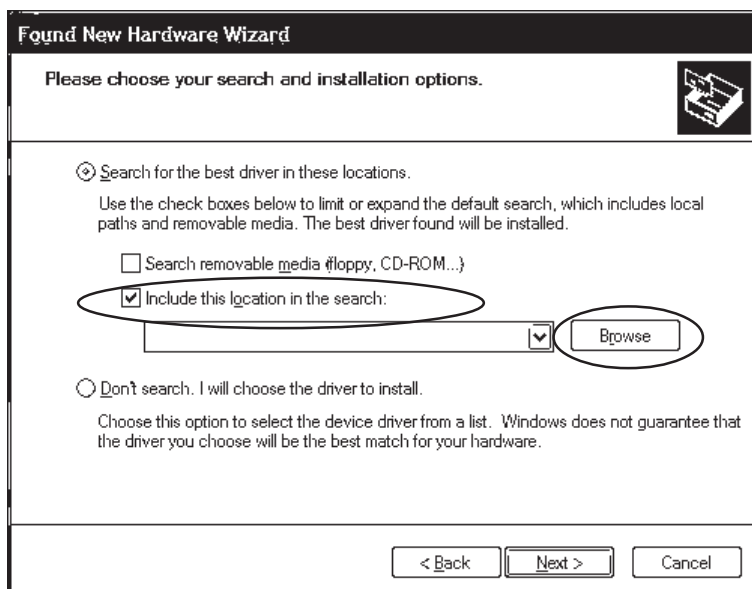 Found New Hardware Wizard
Please choose your search and installation options.
Search for the best driver in these locations.
Use the check boxes below to limit or expand the default search, which includes local
paths and removable media. The best driver found will be installed.
Search removable media (floppy, CD-ROM...)
Include this location in the search:
Browse
Don't search. I will choose the driver to install.
Choose this option to select the device driver from a list. Windows does not guarantee that
the driver you choose will be the best match for your hardware.
< Back Next > Cancel